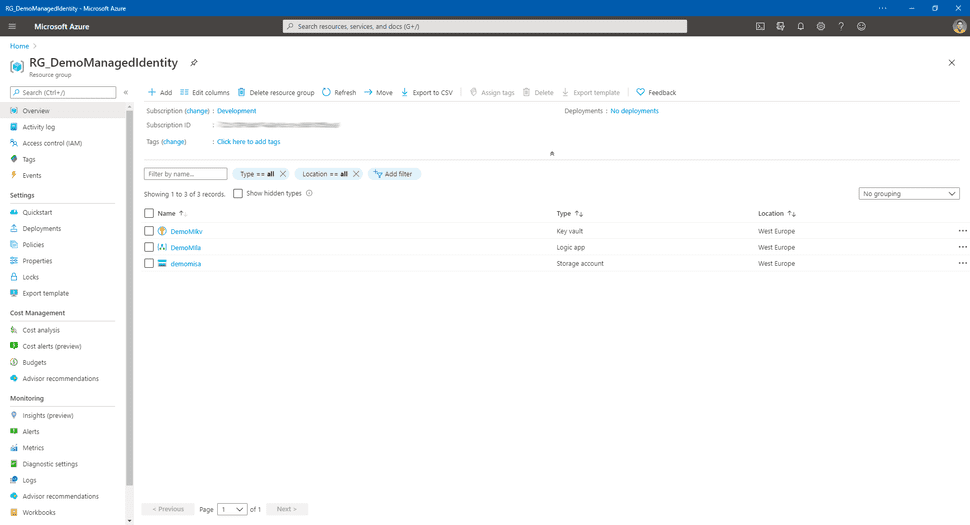 RG_DemoManagedIdentity - Microsoft Azure
Microsoft Azure
Search resources, services, and docs (G+/)
Home
RG_DemoManagedIdentity
Resource group
Search (Ctrl+/)
Add Edit columns Delete resource group Refresh Move Export to CSV Assign tags Delete Export template Feedback
Overview
Activity log
Access control (IAM)
Tags
Events
Settings
Quickstart
Deployments
Policies
Properties
Locks
Export template
Cost Management
Cost analysis
Cost alerts (preview)
Budgets
Advisor recommendations
Monitoring
Insights (preview)
Alerts
Metrics
Diagnostic settings
Logs
Advisor recommendations
Workbooks
Subscription (change) : Development
Deployments : No deployments
Subscription ID :
Tags (change) : Click here to add tags
Filter by name... Type == all Location == all Add filter
Showing 1 to 3 of 3 records. Show hidden types No grouping
Name Type Location
DemoMikv Key vault West Europe
DemoMIla Logic app West Europe
demomisa Storage account West Europe
< Previous Page 1 of 1 Next >